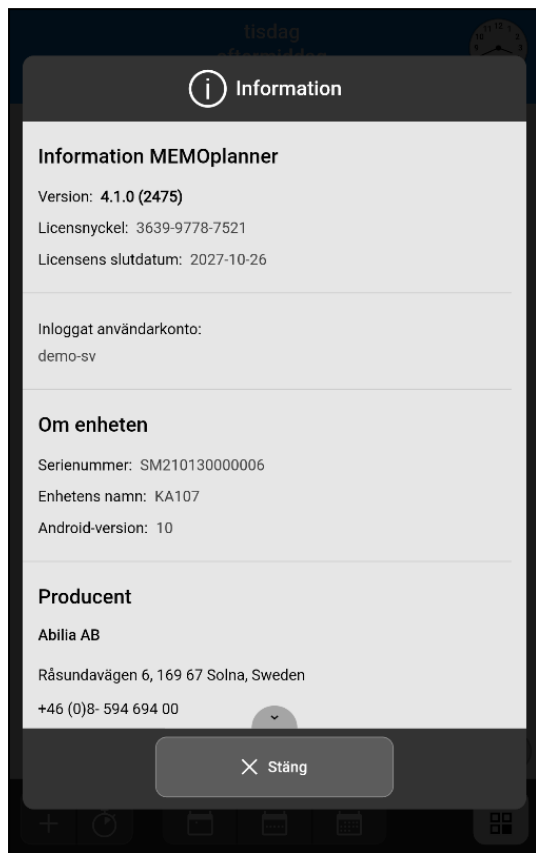 tisdag
eftermiddag
Information
Information MEMOplanner
Version: 4.1.0 (2475)
Licensnyckel: 3639-9778-7521
Licensens slutdatum: 2027-10-26
Inloggat användarkonto:
demo-sv
Om enheten
Serienummer: SM210130000006
Enhetens namn: KA107
Android-version: 10
Producent
Abilia AB
Råsundavägen 6, 169 67 Solna, Sweden
+46 (0)8- 594 694 00
Stäng